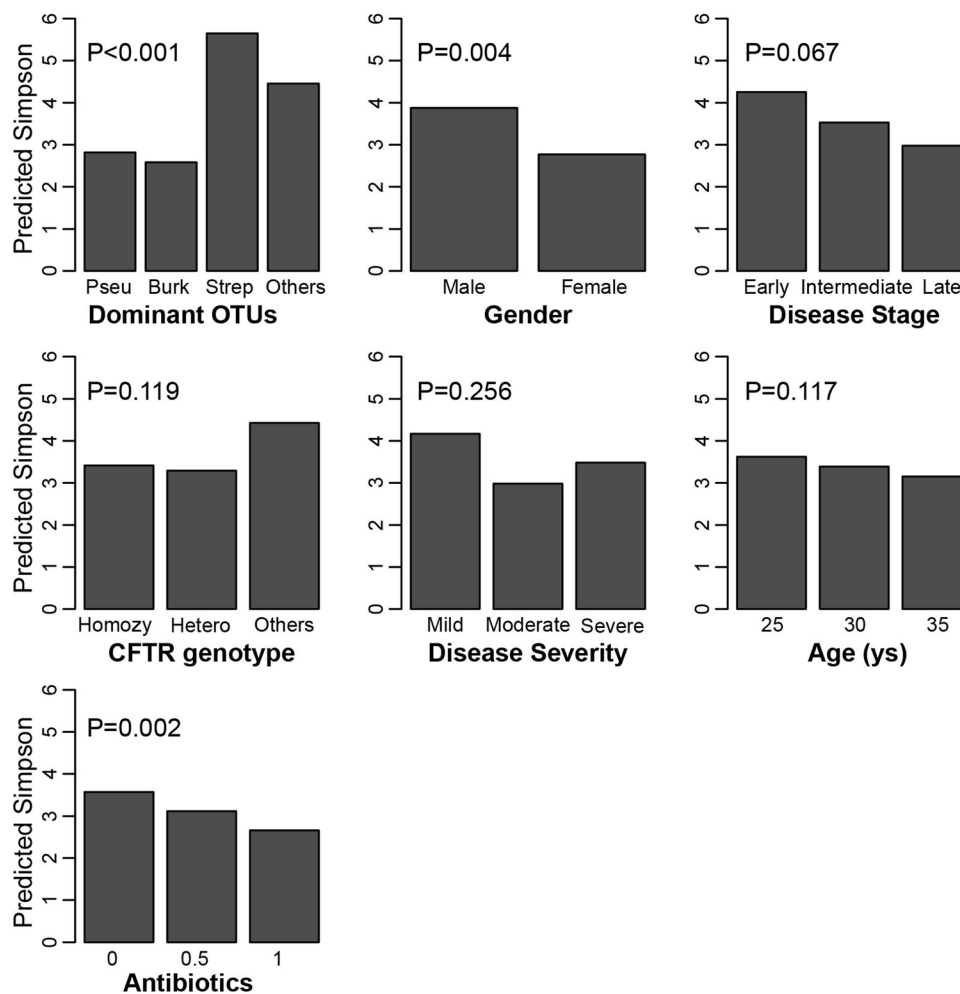 P<0.001
Predicted Simpson
0 1 2 3 4 5 6
Pseu Burk Strep Others
Dominant OTUs
P=0.004
0 1 2 3 4 5 6
Male Female
Gender
P=0.067
0 1 2 3 4 5 6
Early Intermediate Late
Disease Stage
P=0.119
Predicted Simpson
0 1 2 3 4 5 6
Homozy Hetero Others
CFTR genotype
P=0.256
0 1 2 3 4 5 6
Mild Moderate Severe
Disease Severity
P=0.117
0 1 2 3 4 5 6
25 30 35
Age (ys)
P=0.002
Predicted Simpson
0 1 2 3 4 5 6
0 0.5 1
Antibiotics